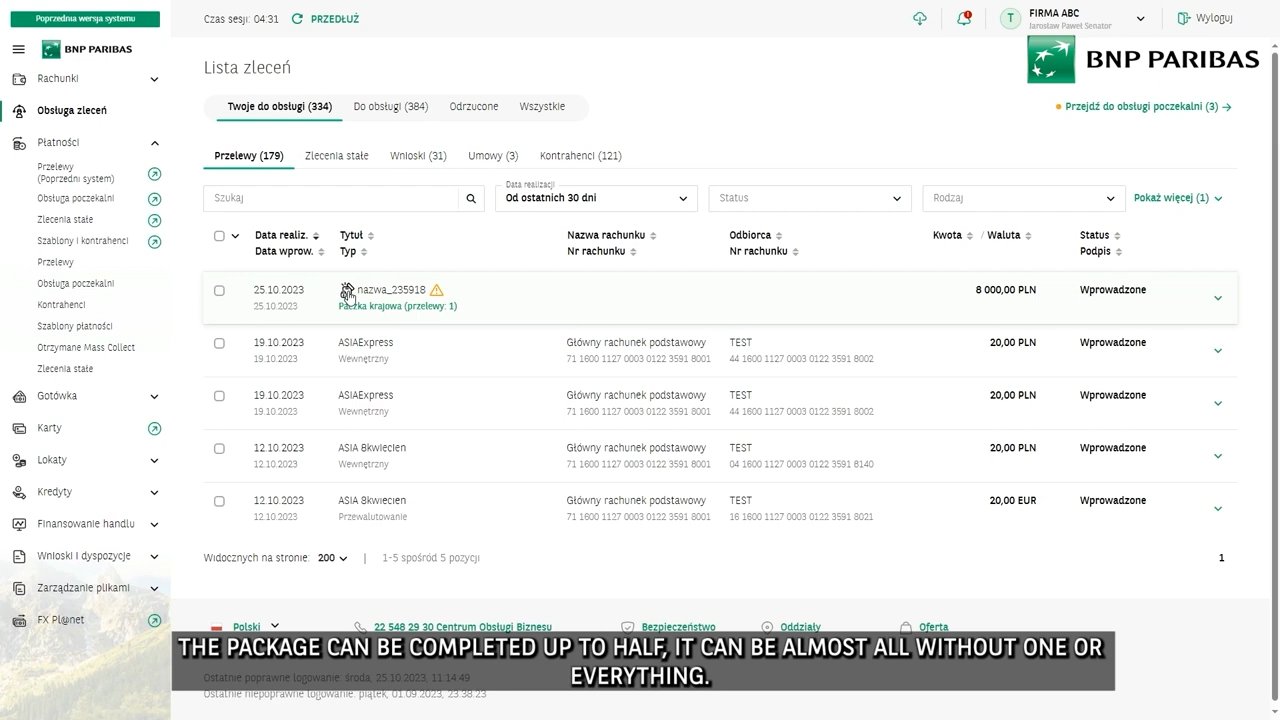 Poprzednia wersja systemu
Czas sesji: 04:31 PRZEDŁUŻ
T FIRMA ABC
Jarosław Paweł Senator
Wyloguj
BNP PARIBAS
BNP PARIBAS
Rachunki
Obsługa zleceń
Płatności
Przelewy
(Poprzedni system)
Obsługa poczekalni
Zlecenia stałe
Szablony i kontrahenci
Przelewy
Obsługa poczekalni
Kontrahenci
Szablony płatności
Otrzymane Mass Collect
Zlecenia stałe
Gotówka
Karty
Lokaty
Kredyty
Finansowanie handlu
Wnioski i dyspozycje
Zarządzanie plikami
FX Pl@net
Lista zleceń
Twoje do obsługi (334) Do obsługi (384) Odrzucone Wszystkie
Przejdź do obsługi poczekalni (3)
Przelewy (179) Zlecenia stałe Wnioski (31) Umowy (3) Kontrahenci (121)
Data realizacji
Szukaj Od ostatnich 30 dni Status Rodzaj Pokaż więcej (1)
Data realiz. Tytuł Nazwa rachunku Odbiorca Kwota / Waluta Status
Data wprow. Typ Nr rachunku Nr rachunku Podpis
25.10.2023 nazwa_235918 8 000,00 PLN Wprowadzone
25.10.2023 Paczka krajowa (przelewy: 1)
19.10.2023 ASIAExpress Główny rachunek podstawowy TEST 20,00 PLN Wprowadzone
19.10.2023 Wewnętrzny 71 1600 1127 0003 0122 3591 8001 44 1600 1127 0003 0122 3591 8002
19.10.2023 ASIAExpress Główny rachunek podstawowy TEST 20,00 PLN Wprowadzone
19.10.2023 Wewnętrzny 71 1600 1127 0003 0122 3591 8001 44 1600 1127 0003 0122 3591 8002
12.10.2023 ASIA 8kwiecien Główny rachunek podstawowy TEST 20,00 PLN Wprowadzone
12.10.2023 Wewnętrzny 71 1600 1127 0003 0122 3591 8001 04 1600 1127 0003 0122 3591 8140
12.10.2023 ASIA 8kwiecien Główny rachunek podstawowy TEST 20,00 EUR Wprowadzone
12.10.2023 Przewalutowanie 71 1600 1127 0003 0122 3591 8001 16 1600 1127 0003 0122 3591 8021
Widocznych na stronie: 200 | 1-5 spośród 5 pozycji 1
Polski 22 548 29 30 Centrum Obsługi Biznesu Bezpieczeństwo Oddziały Oferta
THE PACKAGE CAN BE COMPLETED UP TO HALF, IT CAN BE ALMOST ALL WITHOUT ONE OR
EVERYTHING.
Ostatnie poprawne logowanie: środa, 25.10.2023, 11:14:49
Ostatnie niepoprawne logowanie: piątek, 01.09.2023, 23:38:23